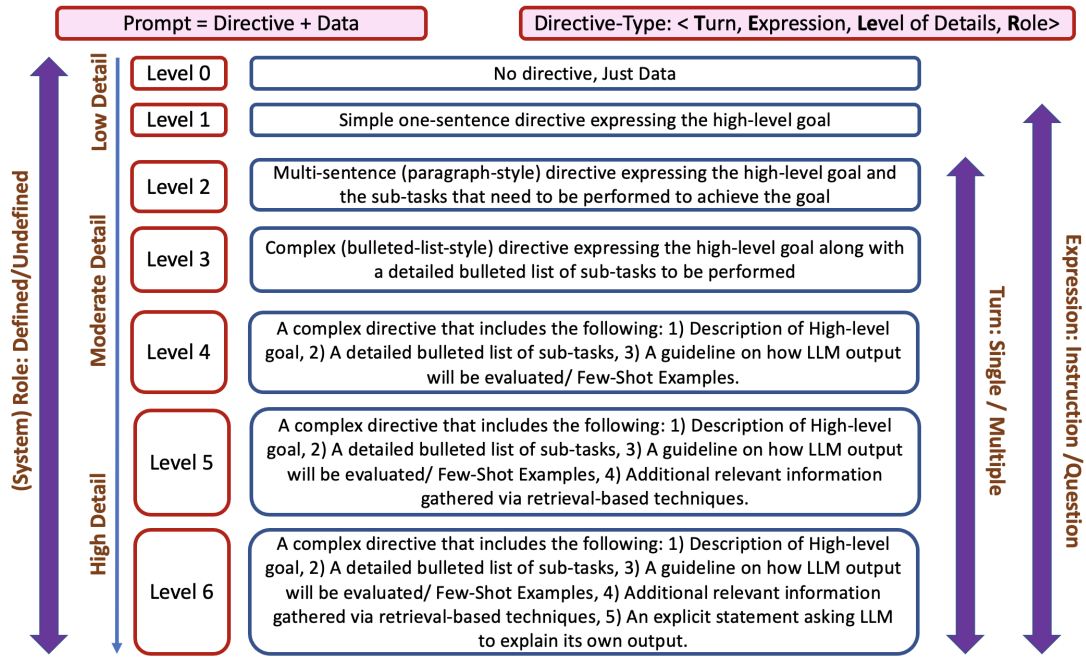 Prompt = Directive + Data
Directive-Type: < Turn, Expression, Level of Details, Role>
(System) Role: Defined/Undefined
Low Detail
Moderate Detail
High Detail
Level 0
No directive, Just Data
Level 1
Simple one-sentence directive expressing the high-level goal
Level 2
Multi-sentence (paragraph-style) directive expressing the high-level goal and
the sub-tasks that need to be performed to achieve the goal
Level 3
Complex (bulleted-list-style) directive expressing the high-level goal along with
a detailed bulleted list of sub-tasks to be performed
Level 4
A complex directive that includes the following: 1) Description of High-level
goal, 2) A detailed bulleted list of sub-tasks, 3) A guideline on how LLM output
will be evaluated/ Few-Shot Examples.
Level 5
A complex directive that includes the following: 1) Description of High-level
goal, 2) A detailed bulleted list of sub-tasks, 3) A guideline on how LLM output
will be evaluated/ Few-Shot Examples, 4) Additional relevant information
gathered via retrieval-based techniques.
Level 6
A complex directive that includes the following: 1) Description of High-level
goal, 2) A detailed bulleted list of sub-tasks, 3) A guideline on how LLM output
will be evaluated/ Few-Shot Examples, 4) Additional relevant information
gathered via retrieval-based techniques, 5) An explicit statement asking LLM
to explain its own output.
Turn: Single / Multiple
Expression: Instruction /Question